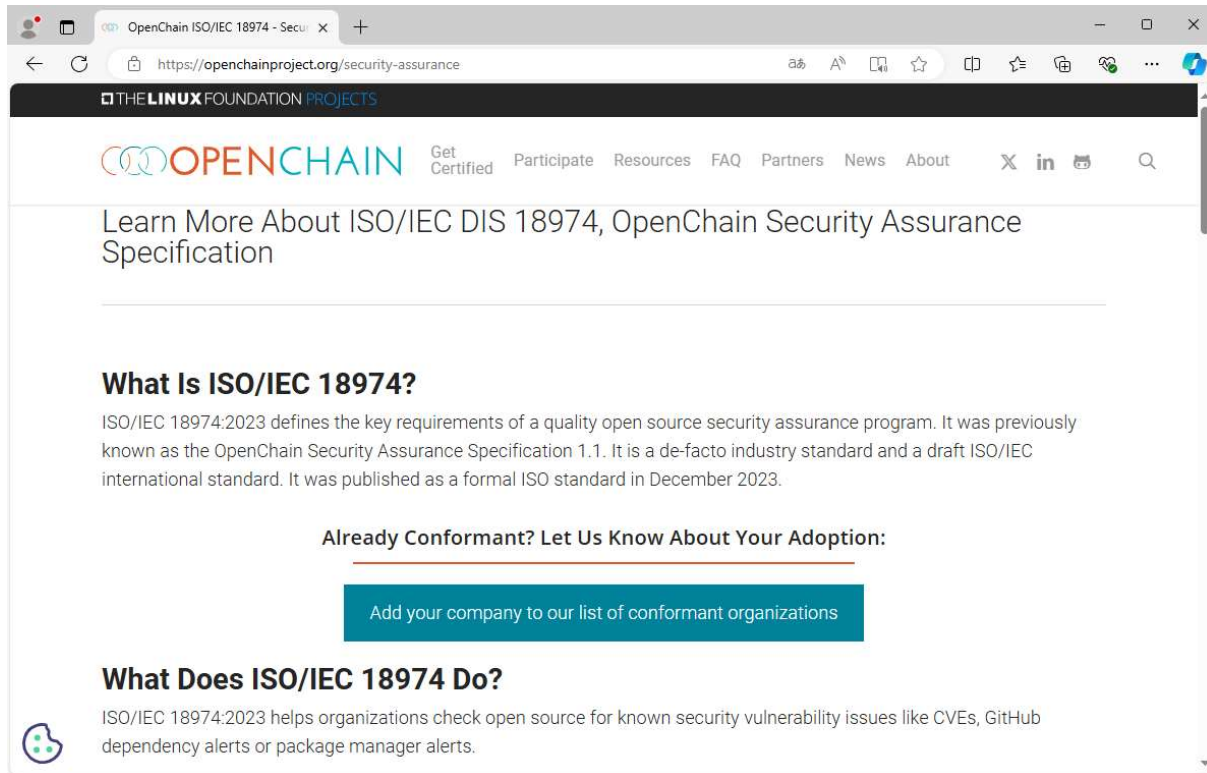 OpenChain ISO/IEC 18974 - Secu
https://openchainproject.org/security-assurance
THE LINUX FOUNDATION PROJECTS
OPENCHAIN
Get Certified Participate Resources FAQ Partners News About
Learn More About ISO/IEC DIS 18974, OpenChain Security Assurance
Specification
What Is ISO/IEC 18974?
ISO/IEC 18974:2023 defines the key requirements of a quality open source security assurance program. It was previously
known as the OpenChain Security Assurance Specification 1.1. It is a de-facto industry standard and a draft ISO/IEC
international standard. It was published as a formal ISO standard in December 2023.
Already Conformant? Let Us Know About Your Adoption:
Add your company to our list of conformant organizations
What Does ISO/IEC 18974 Do?
ISO/IEC 18974:2023 helps organizations check open source for known security vulnerability issues like CVEs, GitHub
dependency alerts or package manager alerts.